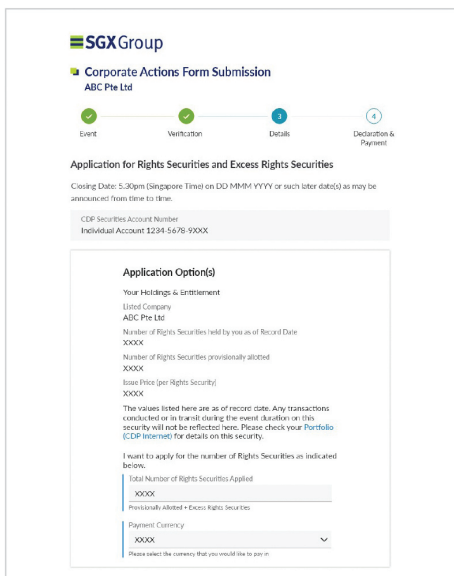 SGX Group
Corporate Actions Form Submission
ABC Pte Ltd
3
4
Event
Verification
Details
Declaration &
Payment
Application for Rights Securities and Excess Rights Securities
Closing Date: 5.30pm (Singapore Time) on DD MMM YYYY or such later date(s) as may be
announced from time to time.
CDP Securities Account Number
Individual Account 1234-5678-9XXX
Application Option(s)
Your Holdings & Entitlement
Listed Company
ABC Pte Ltd
Number of Rights Securities held by you as of Record Date
XXXX
Number of Rights Securities provisionally allotted
XXXX
Issue Price (per Rights Security)
XXXX
The values listed here are as of record date. Any transactions
conducted or in transit during the event duration on this
security will not be reflected here. Please check your Portfolio
(CDP Internet) for details on this security.
I want to apply for the number of Rights Securities as indicated
below.
Total Number of Rights Securities Applied
XXXX
Provisionally Allotted + Excess Rights Securities
Payment Currency
XXXX
Please select the currency that you would like to pay in